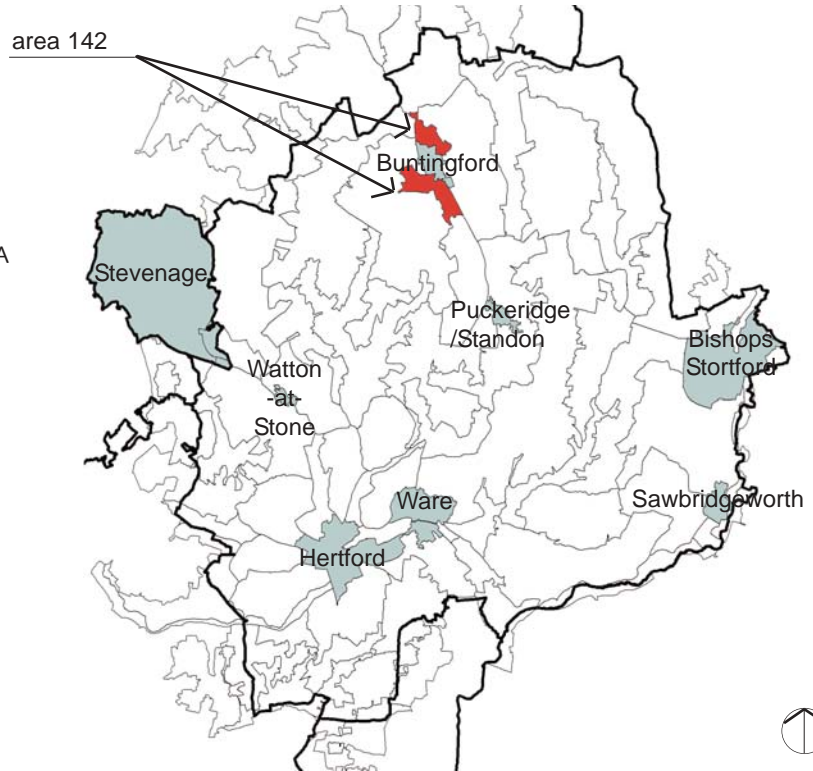 area 142
Buntingford
A
Stevenage
Puckeridge
/Standon
Bishops
Stortford
Watton
-at-
Stone
Ware
Sawbridgeworth
Hertford